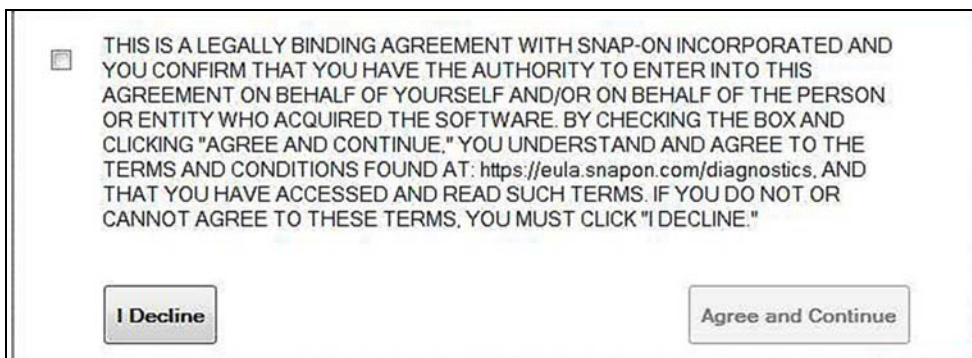 THIS IS A LEGALLY BINDING AGREEMENT WITH SNAP-ON INCORPORATED AND
YOU CONFIRM THAT YOU HAVE THE AUTHORITY TO ENTER INTO THIS
AGREEMENT ON BEHALF OF YOURSELF AND/OR ON BEHALF OF THE PERSON
OR ENTITY WHO ACQUIRED THE SOFTWARE. BY CHECKING THE BOX AND
CLICKING "AGREE AND CONTINUE," YOU UNDERSTAND AND AGREE TO THE
TERMS AND CONDITIONS FOUND AT: https://eula.snapon.com/diagnostics, AND
THAT YOU HAVE ACCESSED AND READ SUCH TERMS. IF YOU DO NOT OR
CANNOT AGREE TO THESE TERMS, YOU MUST CLICK "I DECLINE."
I Decline
Agree and Continue